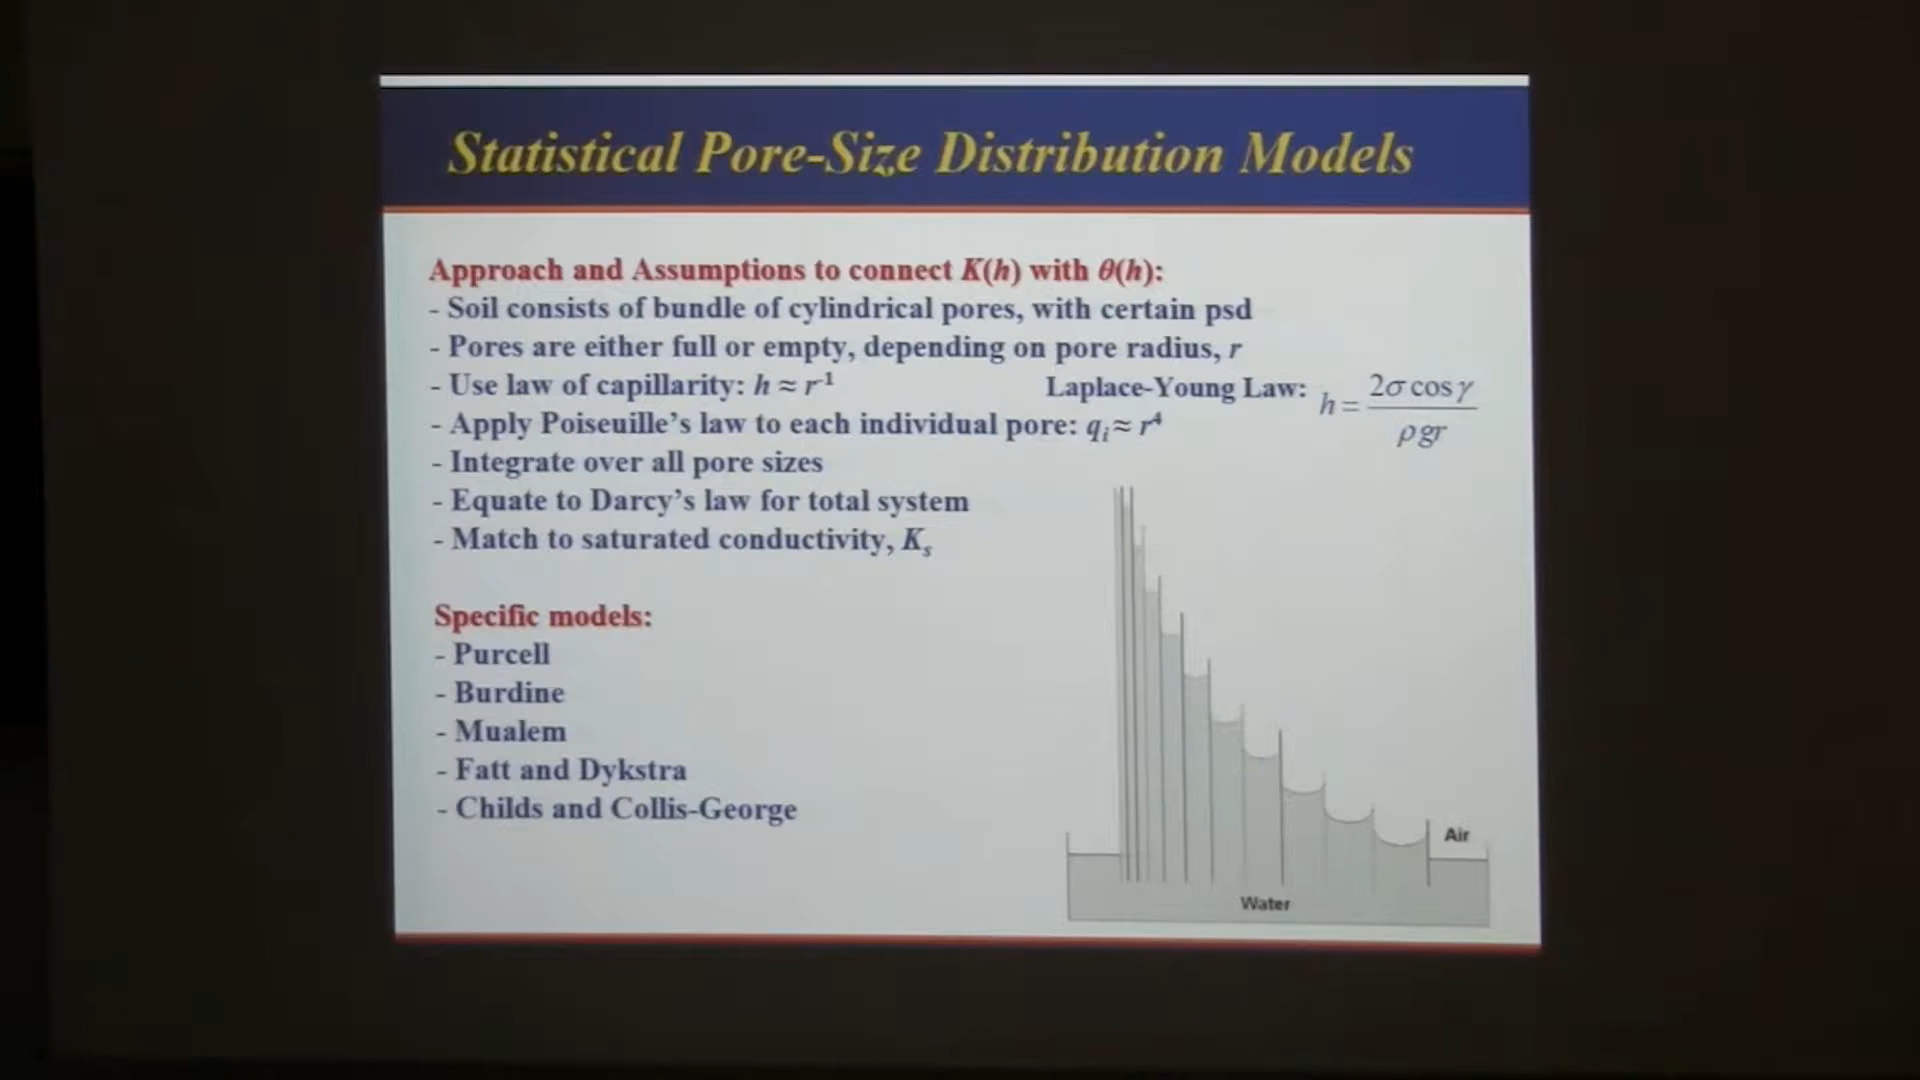 Statistical Pore-Size Distribution Models
Approach and Assumptions to connect K(h) with θ(h):
- Soil consists of bundle of cylindrical pores, with certain psd
- Pores are either full or empty, depending on pore radius, r
- Use law of capillarity: h ≈ r¹
Laplace-Young Law: h = 2σ cos γ / ρgr
- Apply Poiseuille's law to each individual pore: qᵢ ≈ r⁴
- Integrate over all pore sizes
- Equate to Darcy's law for total system
- Match to saturated conductivity, Kₛ
Specific models:
- Purcell
- Burdine
- Mualem
- Fatt and Dykstra
- Childs and Collis-George
Air
Water